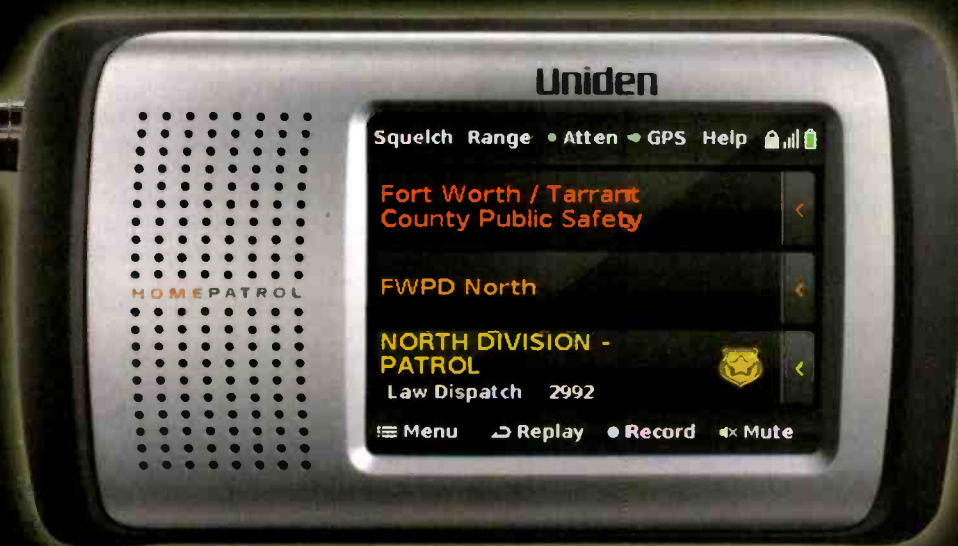 Uniden
Squelch Range • Atten GPS Help
Fort Worth / Tarrant
County Public Safety
HOMEPATROL
FWPD North
NORTH DIVISION -
PATROL
Law Dispatch 2992
Menu Replay Record Mute